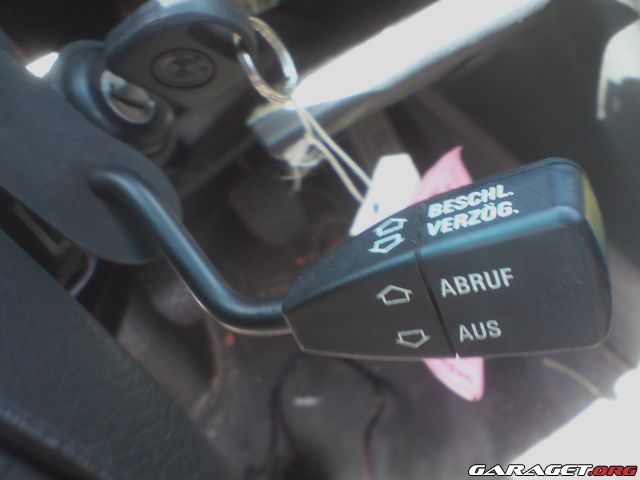 BESCHL.
VERZÖG.
ABRUF
AUS
GARAGET.ORG